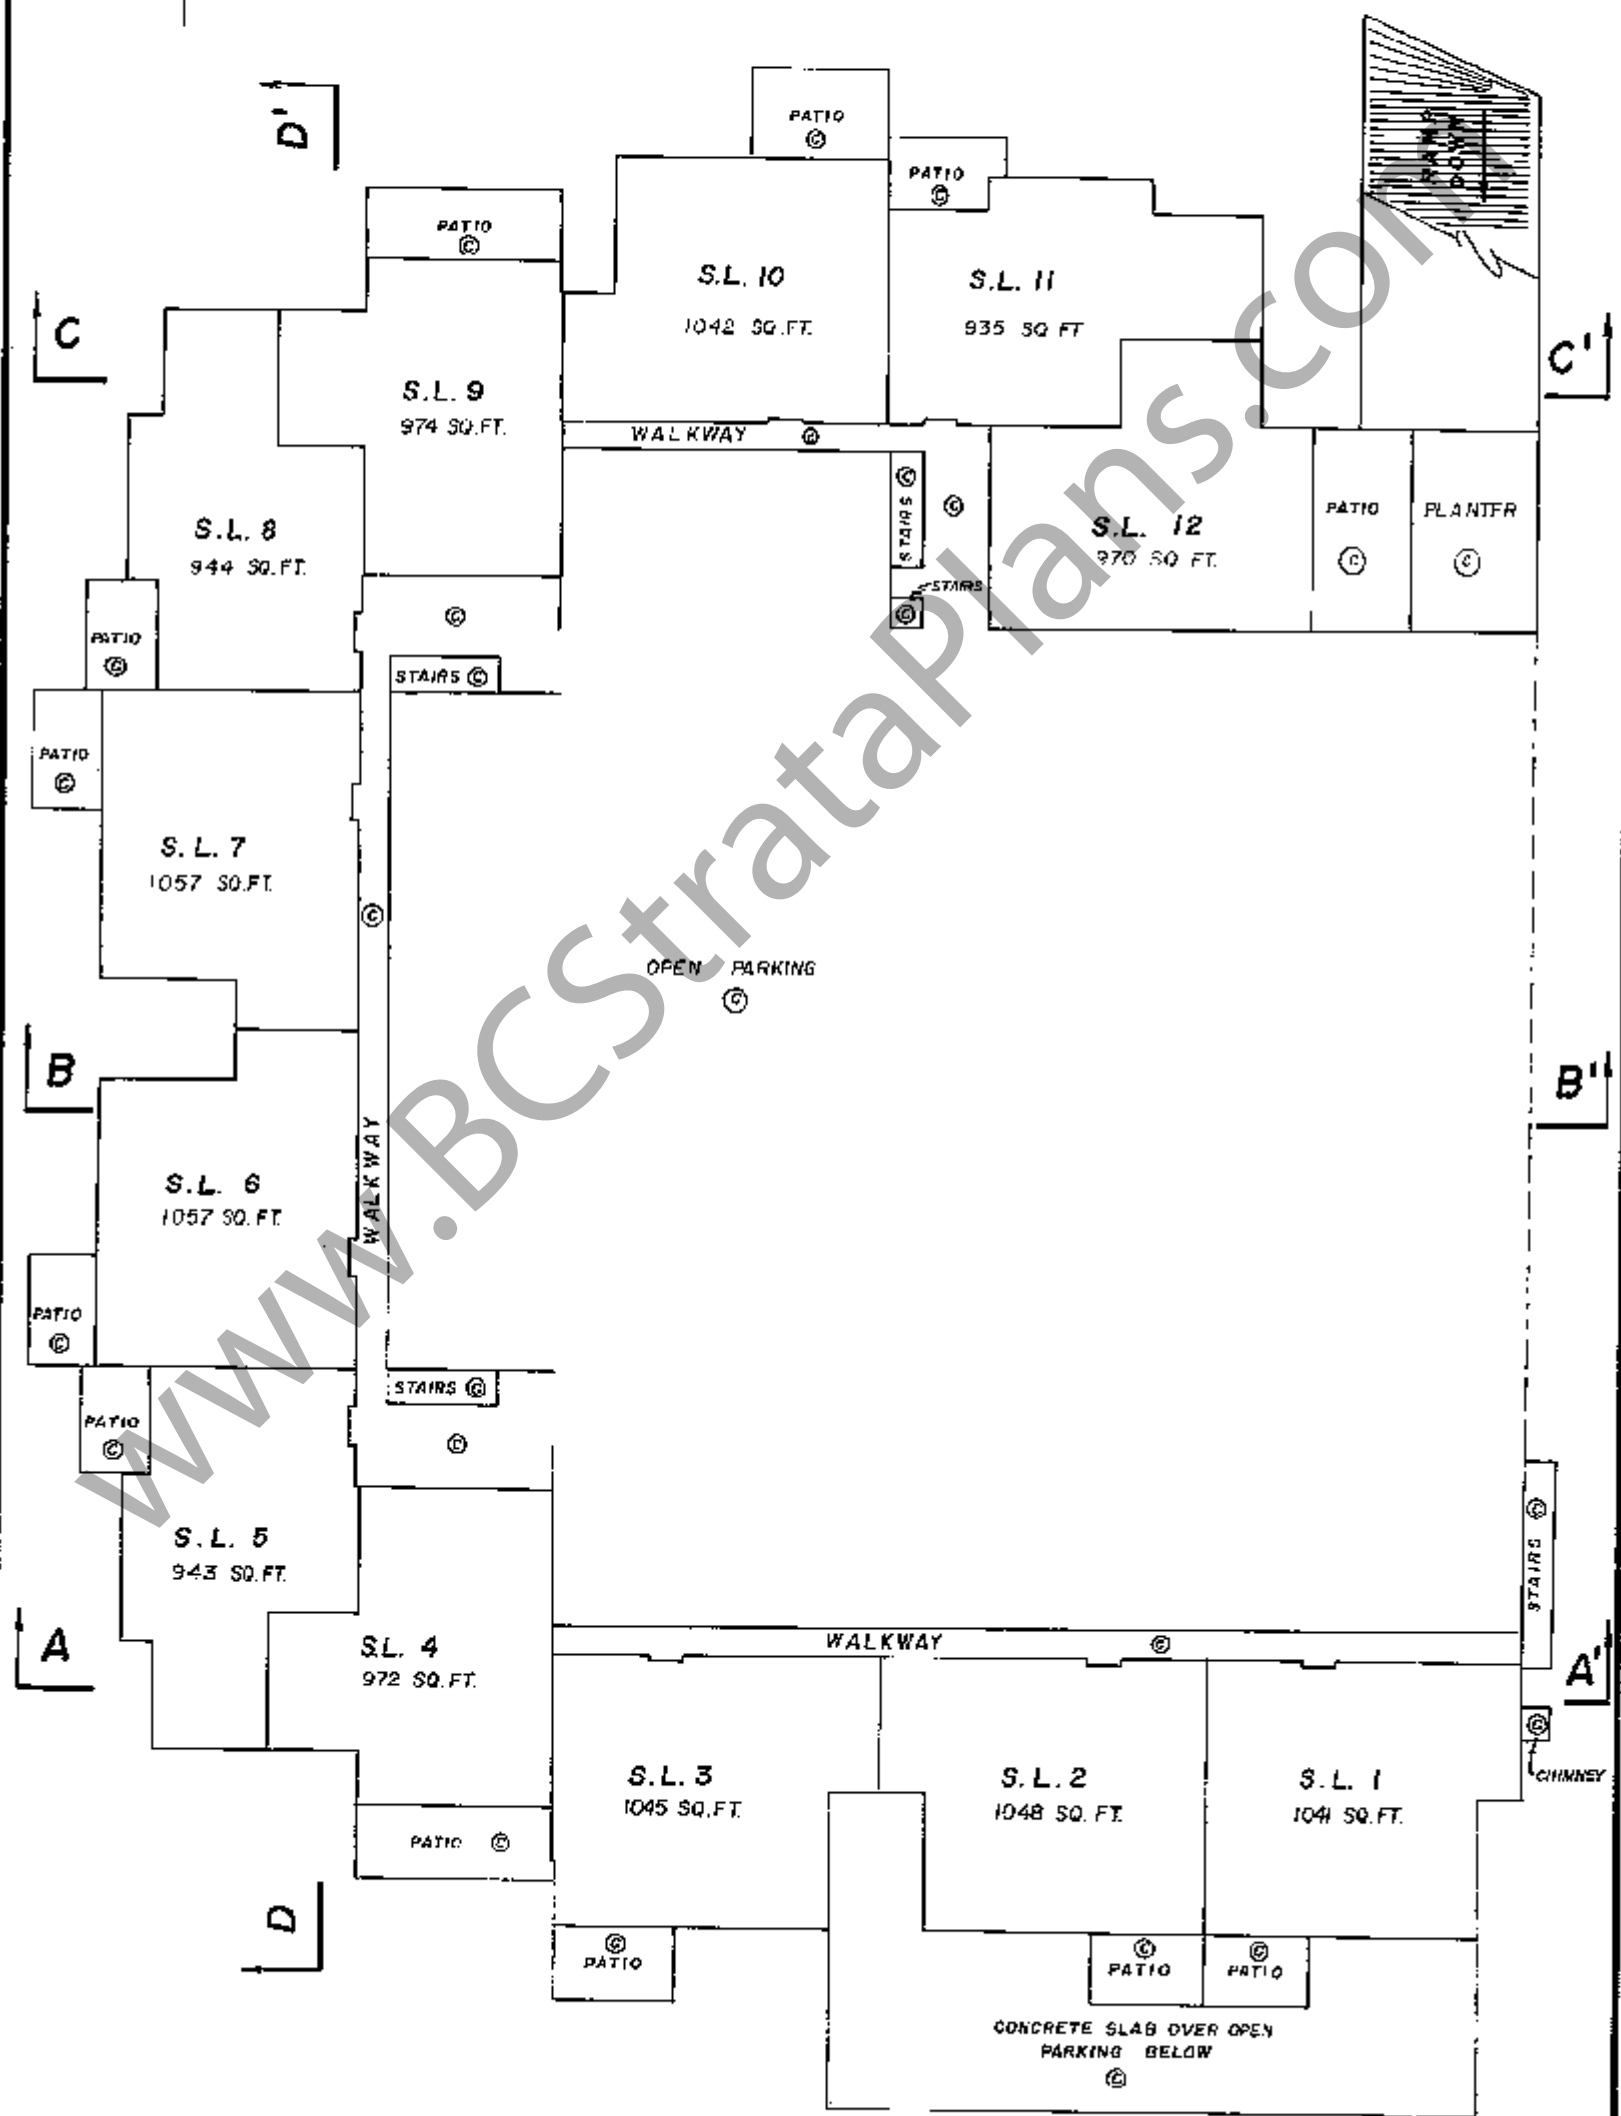 D'
PATIO
©
PATIO
©
RAMP
DOWN
PATIO
©
S.L. 10
1042 SQ.FT.
S.L. 11
935 SQ FT
C
C'
S.L. 9
974 SQ.FT.
WALKWAY ©
S.L. 8
944 SQ.FT.
STAIRS ©
©
S.L. 12
970 SQ FT.
PATIO
©
PLANTER
©
STAIRS
©
©
PATIO
©
STAIRS ©
PATIO
©
S.L. 7
1057 SQ.FT.
©
OPEN PARKING
©
B
B"
WALKWAY
S.L. 6
1057 SQ.FT.
PATIO
©
STAIRS ©
PATIO
©
©
S.L. 5
943 SQ.FT.
STAIRS ©
A
S.L. 4
972 SQ.FT.
WALKWAY ©
A'
©
CHIMNEY
S.L. 3
1045 SQ.FT.
S.L. 2
1048 SQ.FT.
S.L. 1
1041 SQ.FT.
PATIO ©
D
©
PATIO
©
PATIO
©
PATIO
CONCRETE SLAB OVER OPEN
PARKING BELOW
©
www.BCStrataPlans.com